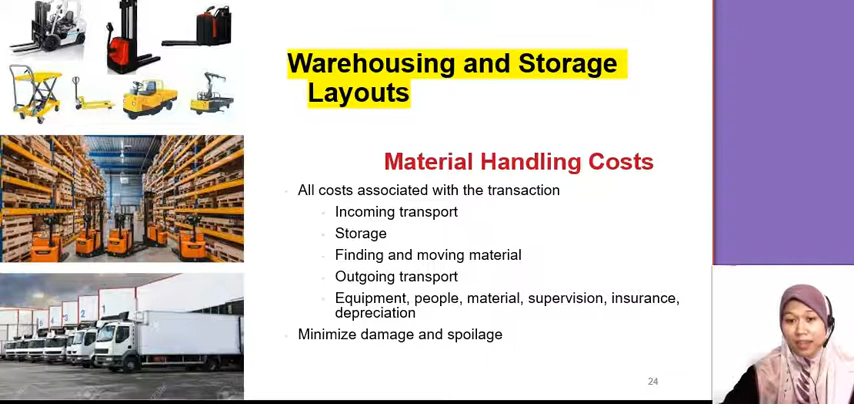 Warehousing and Storage
Layouts
Material Handling Costs
All costs associated with the transaction
Incoming transport
Storage
Finding and moving material
Outgoing transport
Equipment, people, material, supervision, insurance,
depreciation
Minimize damage and spoilage
24